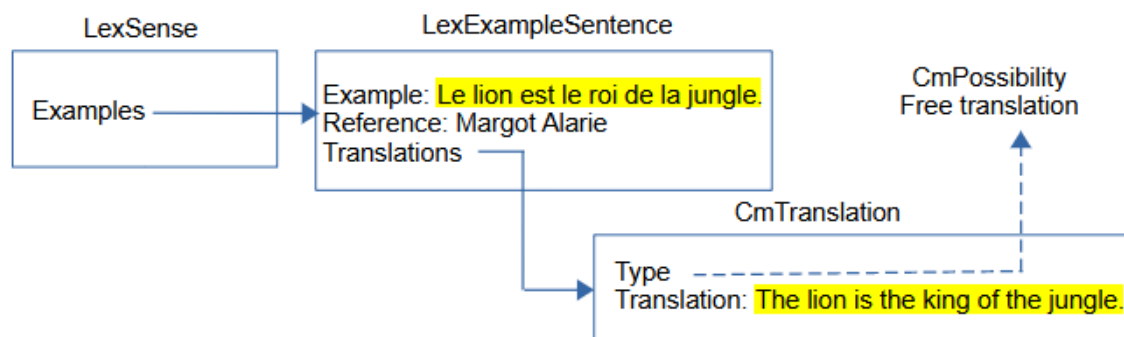 LexSense
LexExampleSentence
CmPossibility
Free translation
Examples
Example: Le lion est le roi de la jungle.
Reference: Margot Alarie
Translations
CmTranslation
Type
Translation: The lion is the king of the jungle.